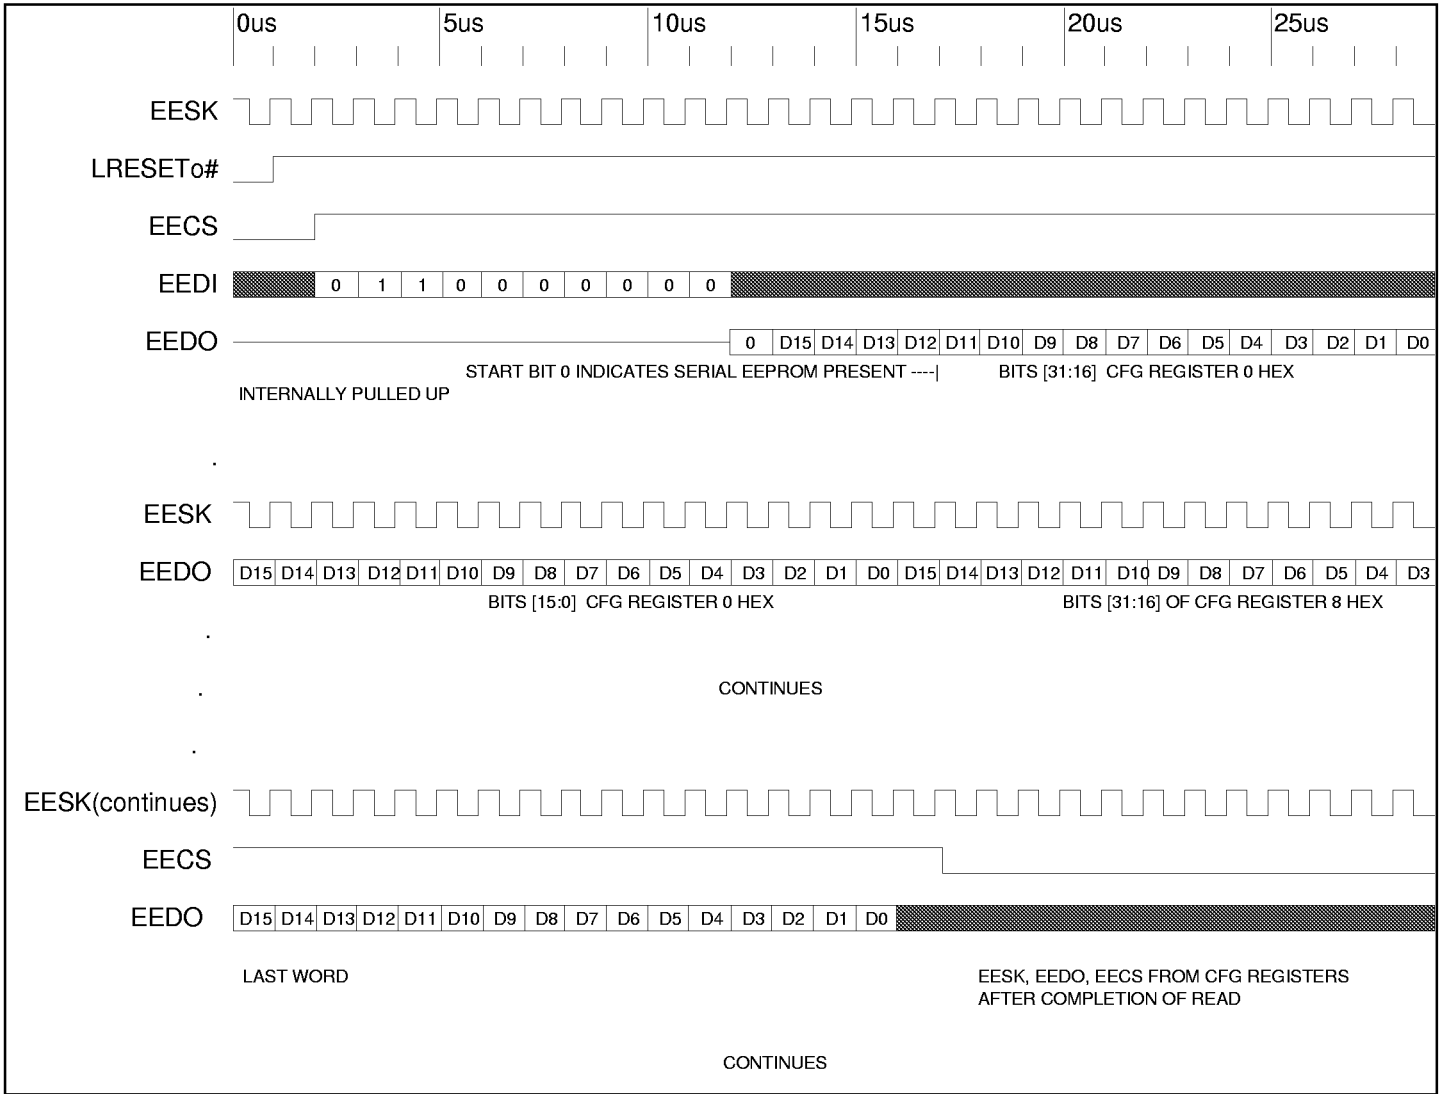 0us 5us 10us 15us 20us 25us
EESK
LRESETo#
EECS
EEDI 0 1 1 0 0 0 0 0 0 0
EEDO 0 D15 D14 D13 D12 D11 D10 D9 D8 D7 D6 D5 D4 D3 D2 D1 D0
START BIT 0 INDICATES SERIAL EEPROM PRESENT ----| BITS [31:16] CFG REGISTER 0 HEX
INTERNALLY PULLED UP
.
EESK
EEDO D15 D14 D13 D12 D11 D10 D9 D8 D7 D6 D5 D4 D3 D2 D1 D0 D15 D14 D13 D12 D11 D10 D9 D8 D7 D6 D5 D4 D3
BITS [15:0] CFG REGISTER 0 HEX BITS [31:16] OF CFG REGISTER 8 HEX
.
. CONTINUES
.
EESK(continues)
EECS
EEDO D15 D14 D13 D12 D11 D10 D9 D8 D7 D6 D5 D4 D3 D2 D1 D0
LAST WORD EESK, EEDO, EECS FROM CFG REGISTERS
AFTER COMPLETION OF READ
CONTINUES